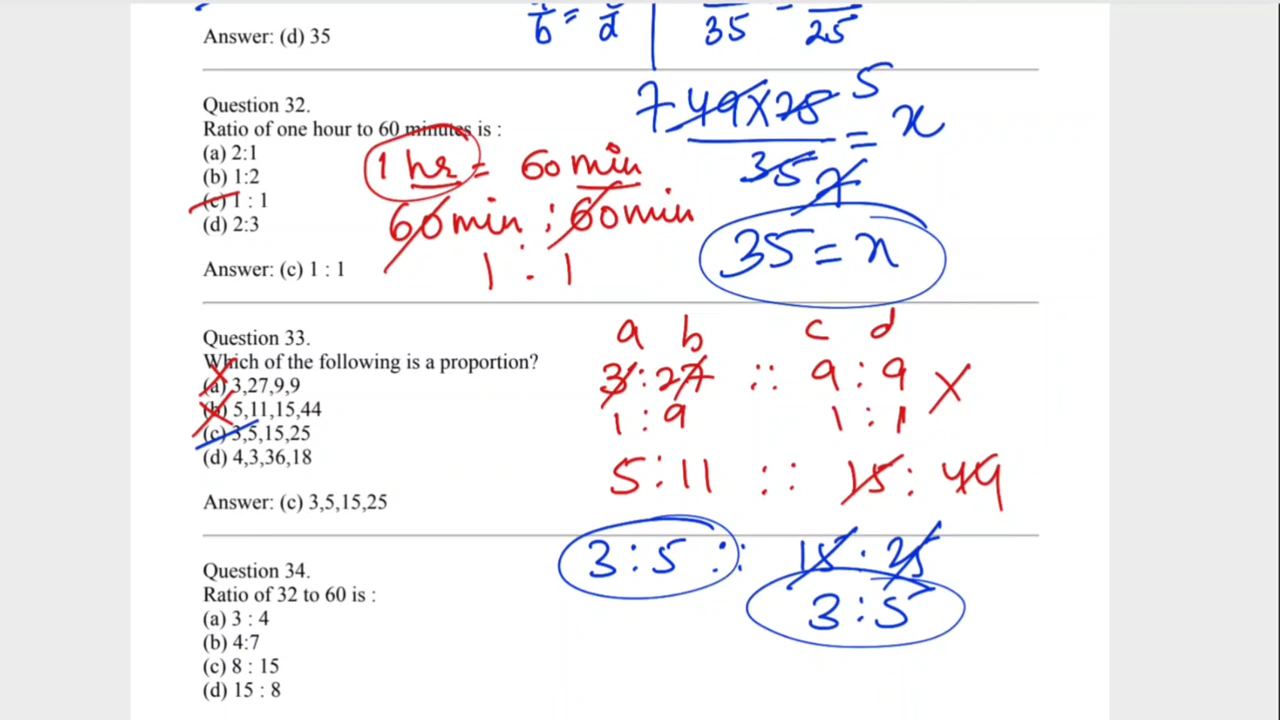 b = d 35 = 25
Answer: (d) 35
7 49×28 5 = x
35 7
35 = x
Question 32.
Ratio of one hour to 60 minutes is :
(a) 2:1
(b) 1:2
(c) 1 : 1
(d) 2:3
1 hr = 60 min
60 min : 60 min
1 : 1
Answer: (c) 1 : 1
Question 33.
Which of the following is a proportion?
(a) 3,27,9,9
(b) 5,11,15,44
(c) 3,5,15,25
(d) 4,3,36,18
Answer: (c) 3,5,15,25
a b c d
3 : 27 :: 9 : 9 X
1 : 9 1 : 1
5 : 11 :: 15 : 49
3 : 5 :: 15 : 25
3 : 5
Question 34.
Ratio of 32 to 60 is :
(a) 3 : 4
(b) 4:7
(c) 8 : 15
(d) 15 : 8